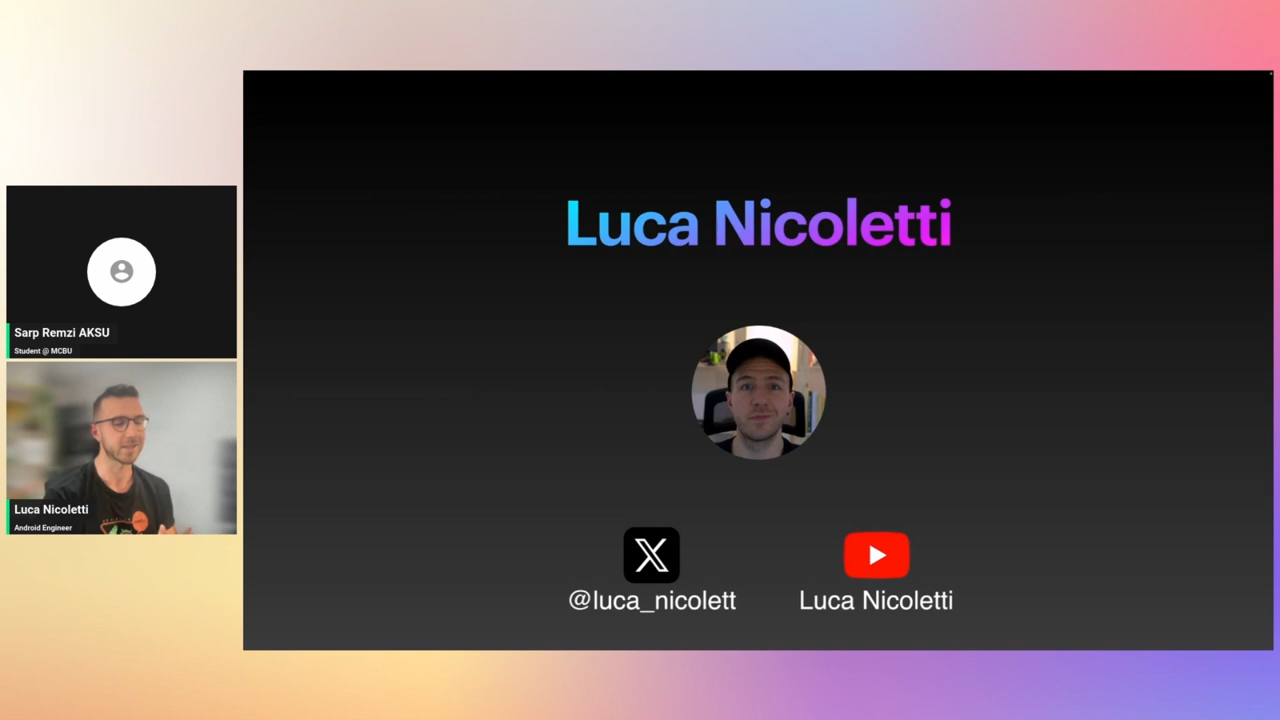 Luca Nicoletti
Sarp Remzi AKSU
Student @ MCBU
Luca Nicoletti
Android Engineer
@luca_nicolett
Luca Nicoletti